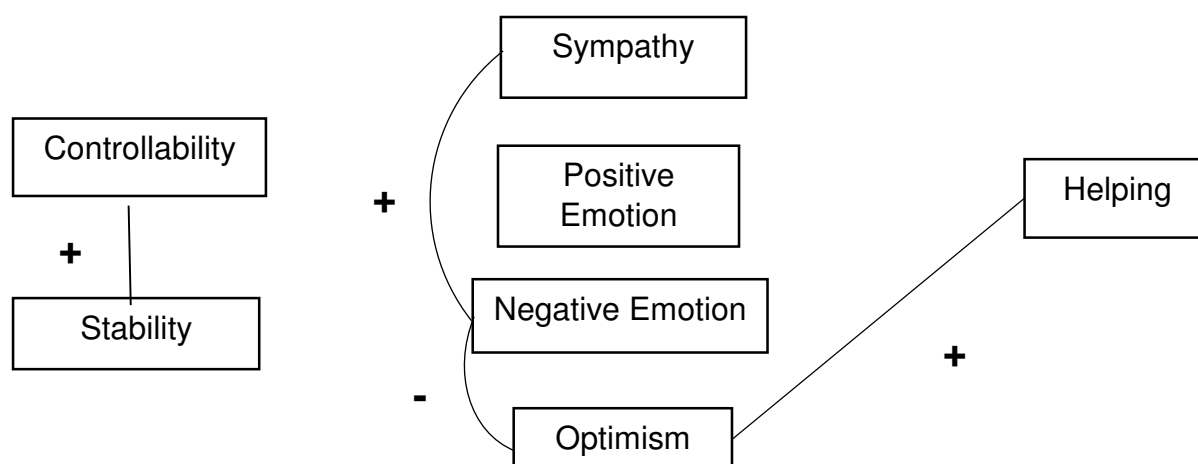 Sympathy
Controllability
Positive
Emotion
+
Helping
+
Stability
Negative Emotion
+
-
Optimism